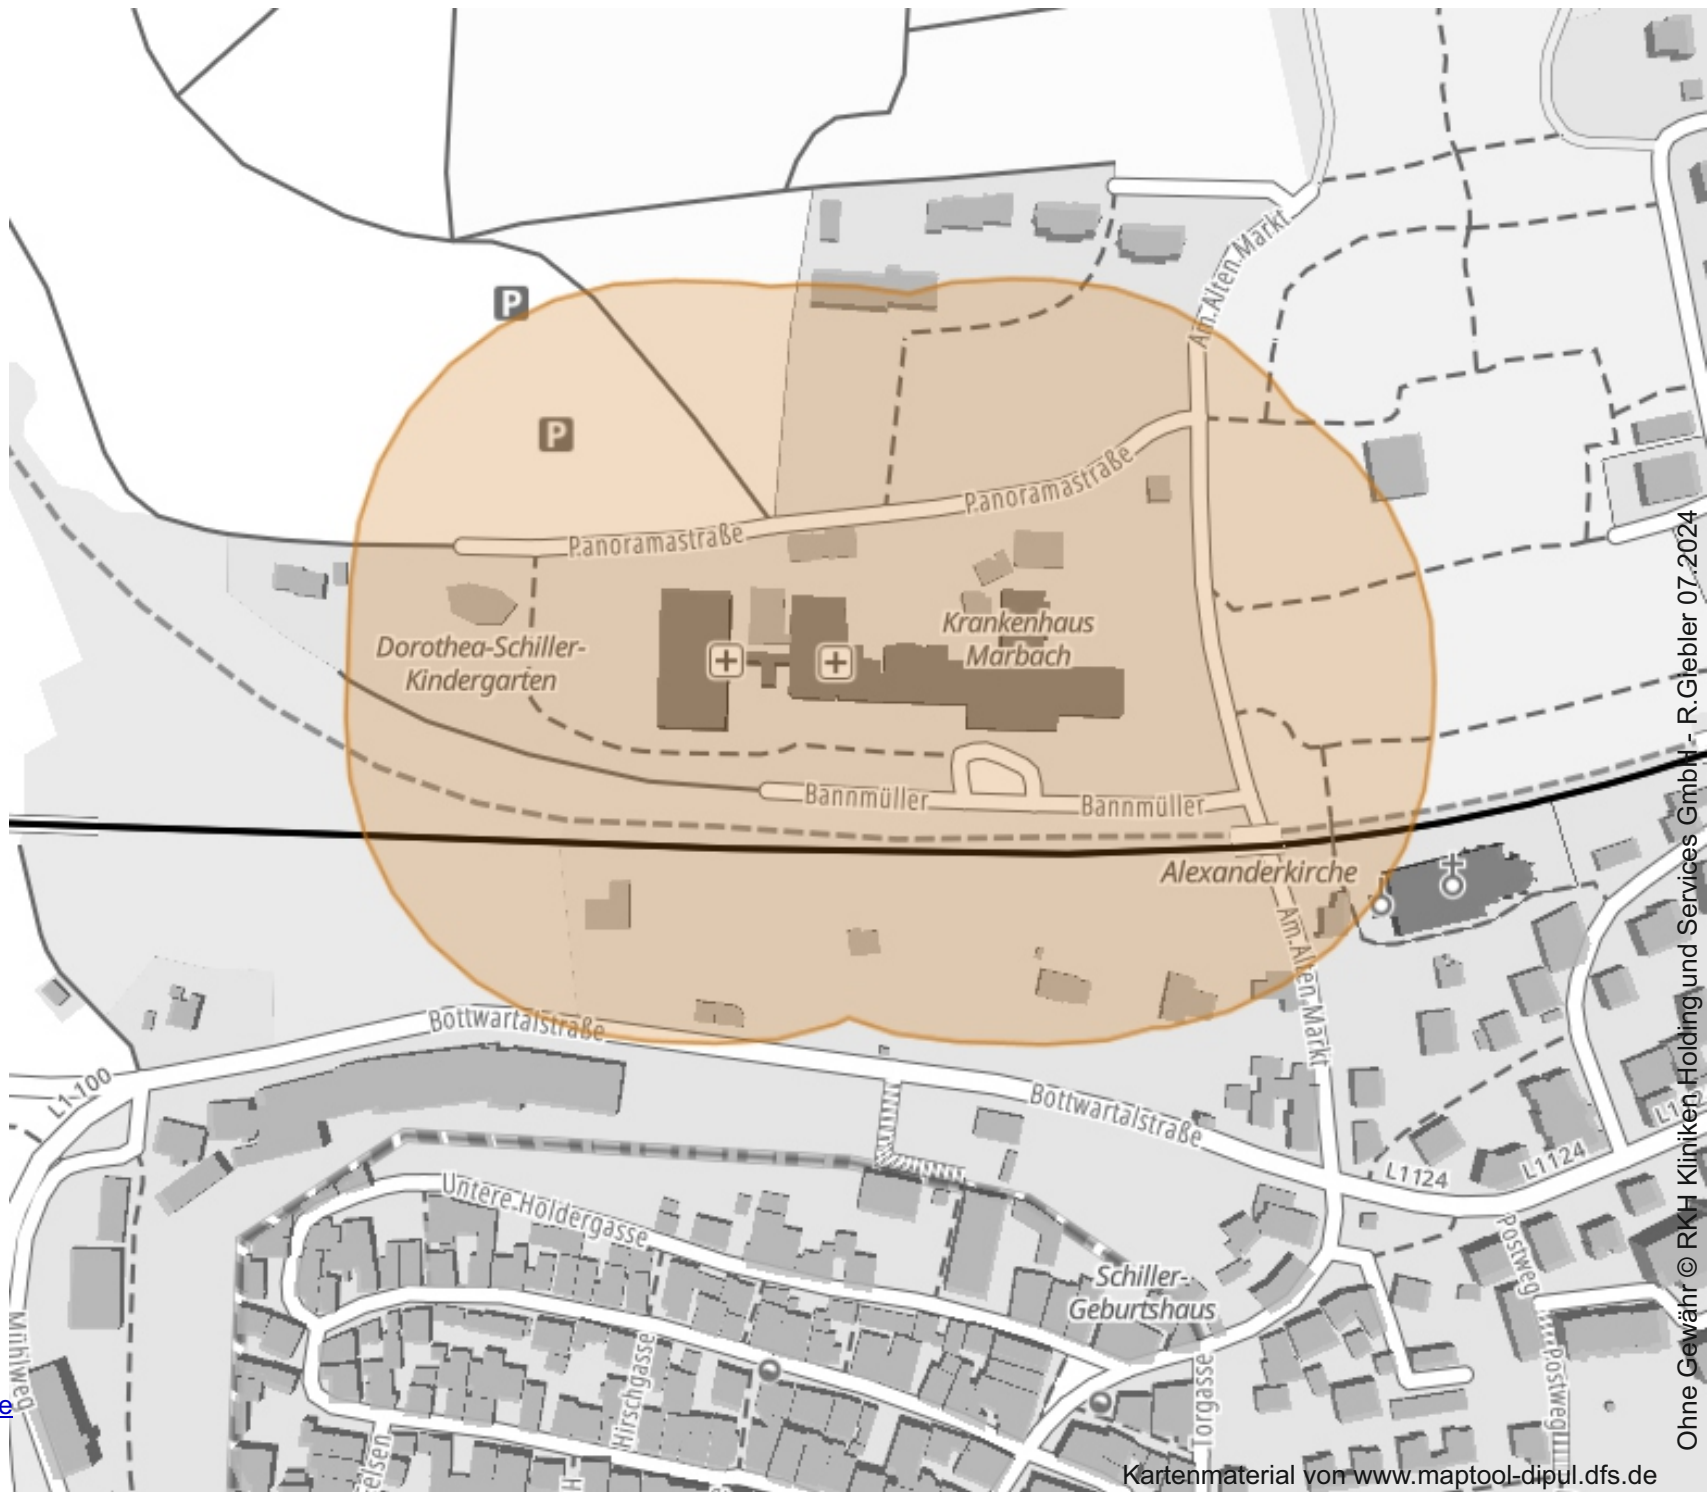 P
Am Alten Markt
P
Panoramastraße
Panoramastraße
Dorothea-Schiller-
Kindergarten
Krankenhaus
Marbach
Bannmüller
Bannmüller
Alexanderkirche
Am Alten Markt
Bottwartalstraße
L1100
Bottwartalstraße
L1124
L1124
Untere Holdergasse
Postweg
Schiller-
Geburtshaus
Mühlweg
Hirschgasse
Torgasse
Postweg
e
elsen
H
Kartenmaterial von www.maptool-dipul.dfs.de
Ohne Gewähr © RKH Kliniken Holding und Services GmbH - R.Giebler 07.2024